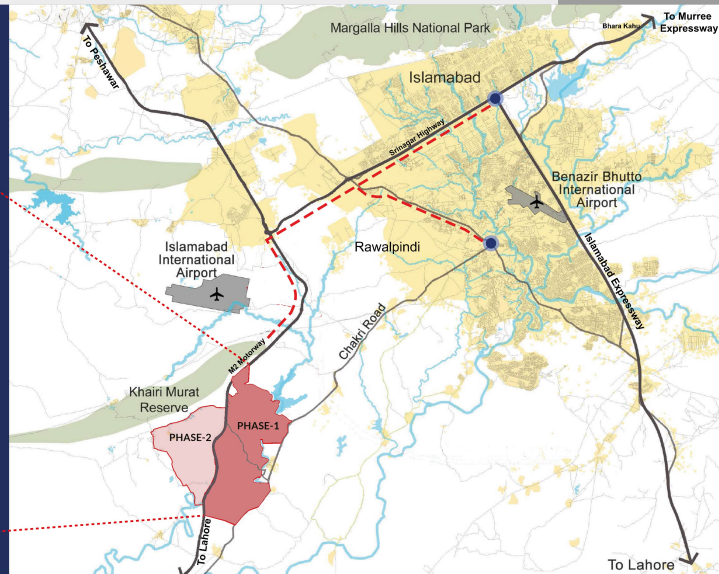 To Murree
Expressway
Bhara Kahu
Margalla Hills National Park
To Peshawar
Islamabad
Srinagar Highway
Benazir Bhutto
International
Airport
Islamabad
International
Airport
Rawalpindi
Islamabad Expressway
Chakri Road
M2 Motorway
Khairi Murat
Reserve
PHASE-1
PHASE-2
To Lahore
To Lahore